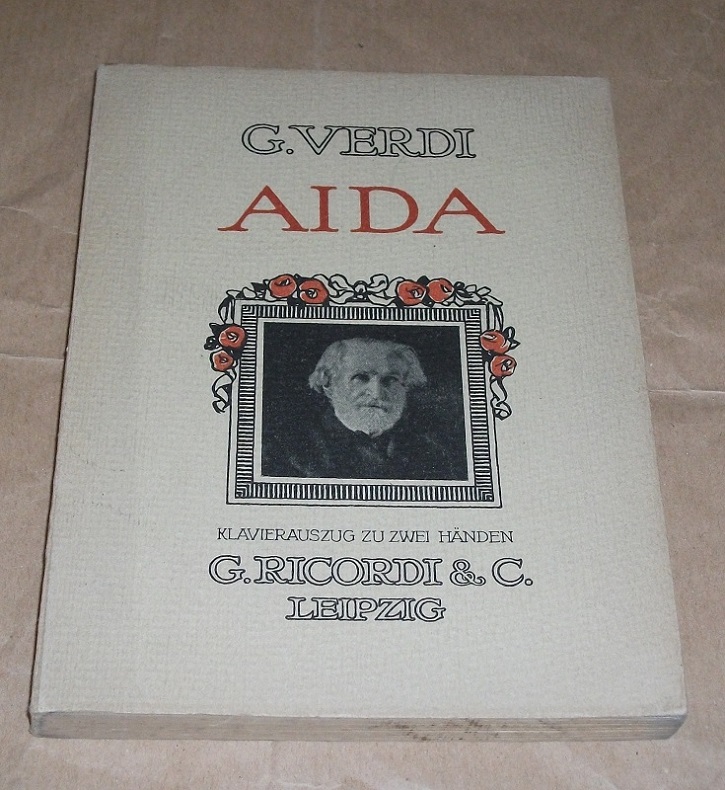 G. VERDI
AIDA
KLAVIERAUSZUG ZU ZWEI HÄNDEN
G. RICORDI & C.
LEIPZIG